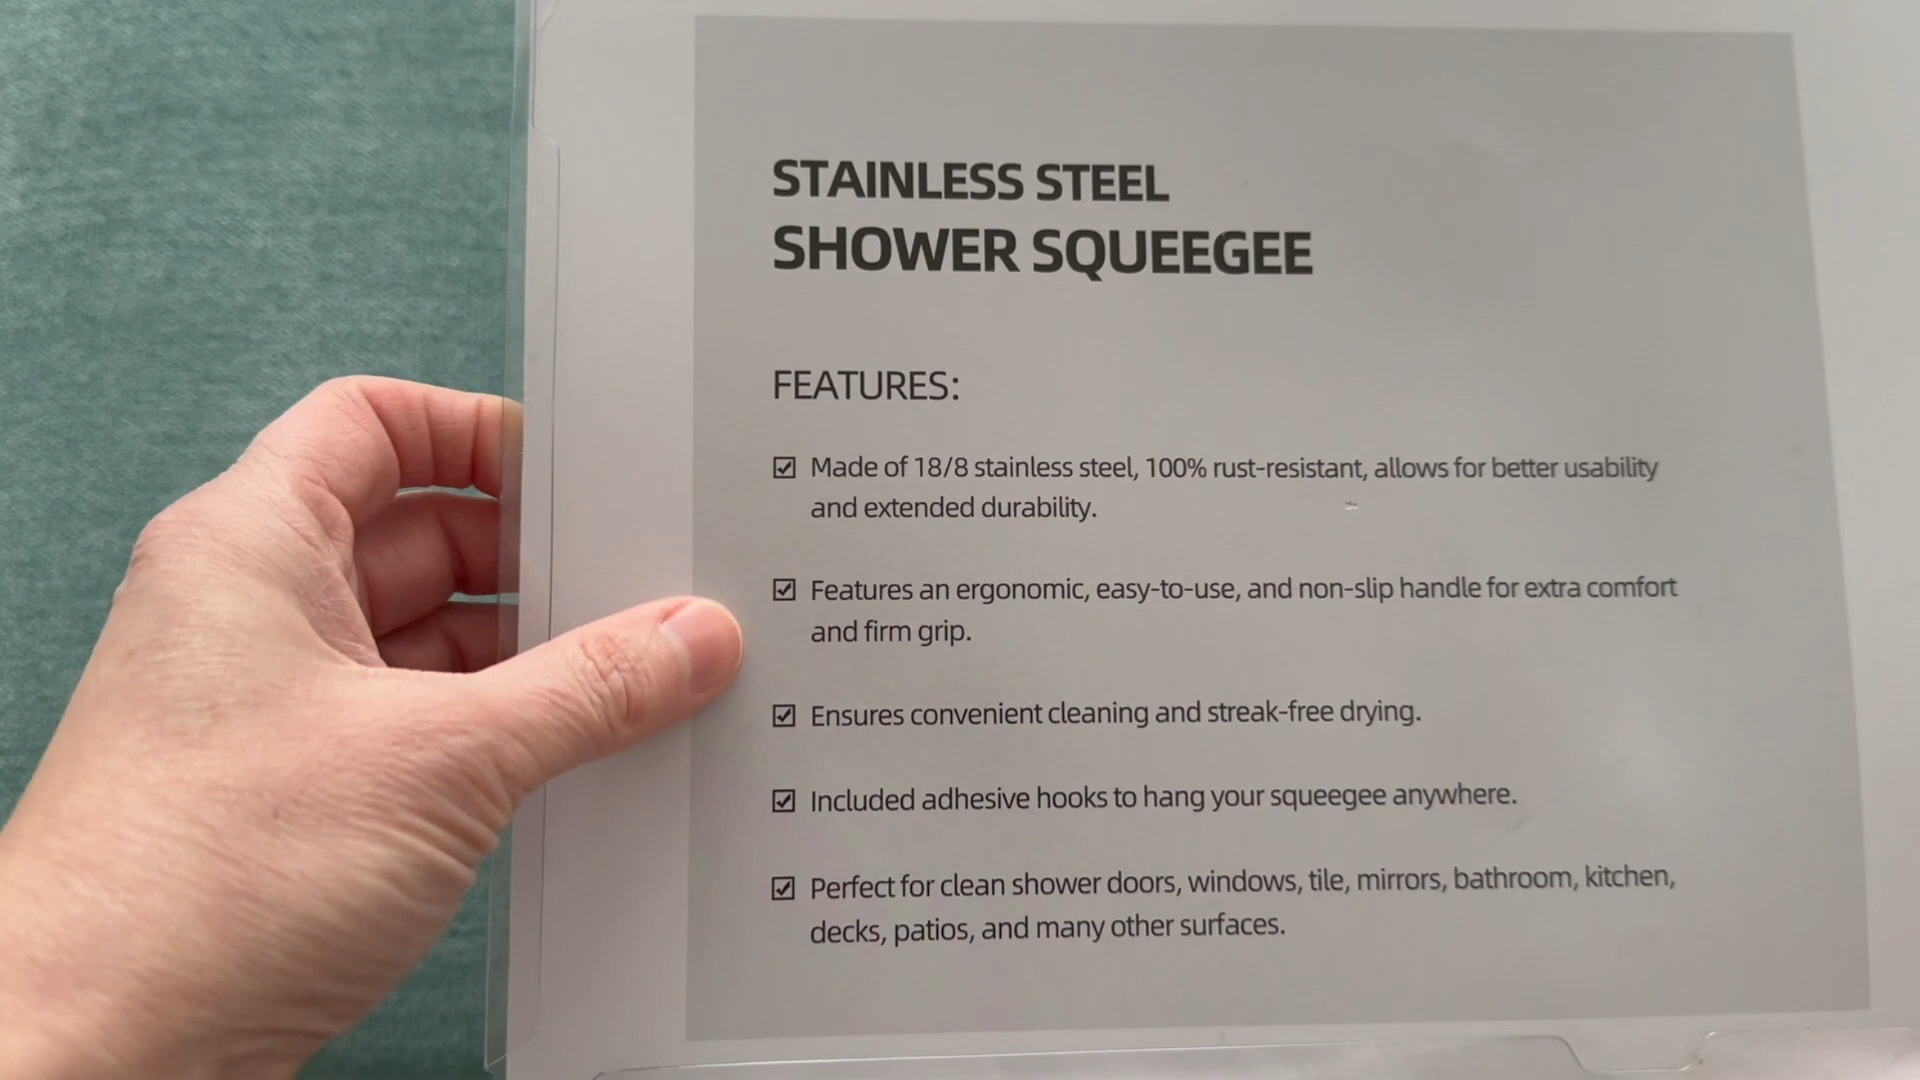 STAINLESS STEEL
SHOWER SQUEEGEE
FEATURES:
☑ Made of 18/8 stainless steel, 100% rust-resistant, allows for better usability
and extended durability.
☑ Features an ergonomic, easy-to-use, and non-slip handle for extra comfort
and firm grip.
☑ Ensures convenient cleaning and streak-free drying.
☑ Included adhesive hooks to hang your squeegee anywhere.
☑ Perfect for clean shower doors, windows, tile, mirrors, bathroom, kitchen,
decks, patios, and many other surfaces.